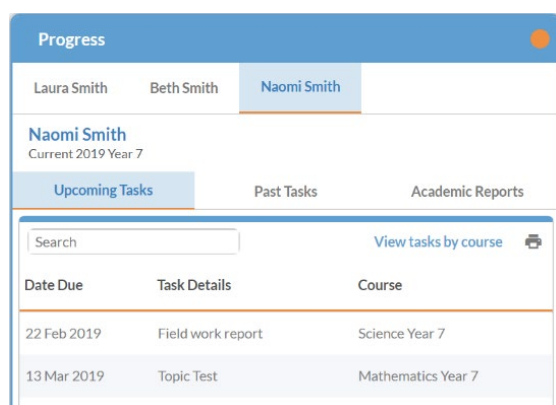 Progress
Laura Smith Beth Smith Naomi Smith
Naomi Smith
Current 2019 Year 7
Upcoming Tasks Past Tasks Academic Reports
Search View tasks by course
Date Due Task Details Course
22 Feb 2019 Field work report Science Year 7
13 Mar 2019 Topic Test Mathematics Year 7